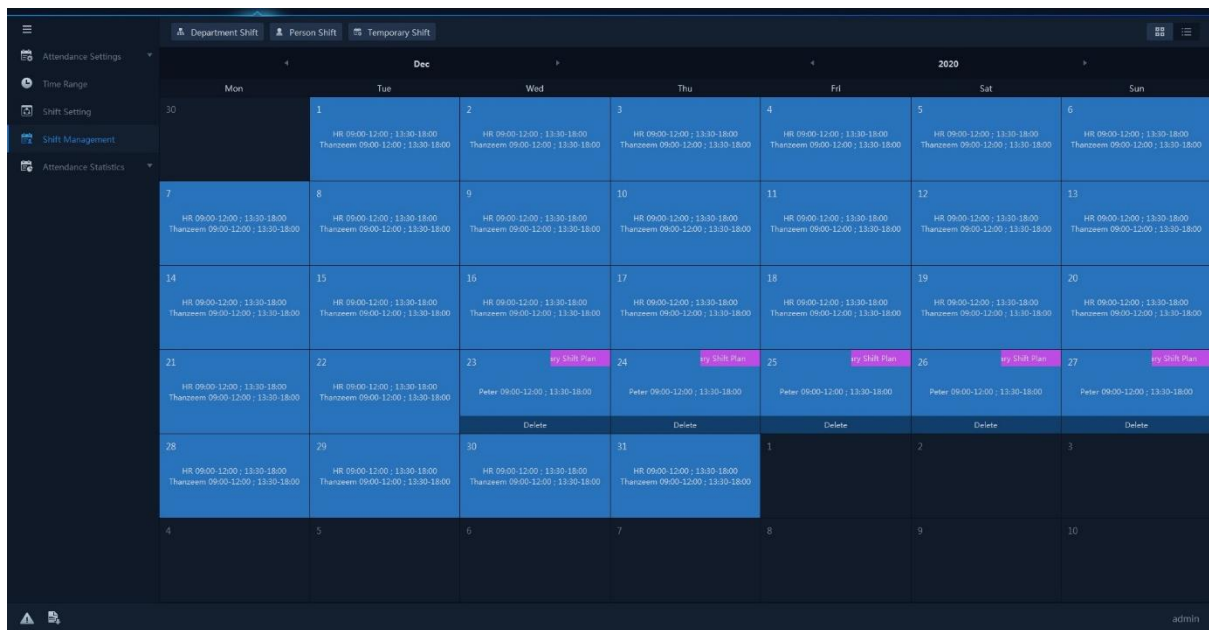 Department Shift Person Shift Temporary Shift
Attendance Settings
Time Range
Shift Setting
Shift Management
Attendance Statistics
Dec 2020
Mon Tue Wed Thu Fri Sat Sun
30 1 2 3 4 5 6
HR 09:00-12:00 ; 13:30-18:00 HR 09:00-12:00 ; 13:30-18:00 HR 09:00-12:00 ; 13:30-18:00 HR 09:00-12:00 ; 13:30-18:00 HR 09:00-12:00 ; 13:30-18:00 HR 09:00-12:00 ; 13:30-18:00
Thanzeem 09:00-12:00 ; 13:30-18:00 Thanzeem 09:00-12:00 ; 13:30-18:00 Thanzeem 09:00-12:00 ; 13:30-18:00 Thanzeem 09:00-12:00 ; 13:30-18:00 Thanzeem 09:00-12:00 ; 13:30-18:00 Thanzeem 09:00-12:00 ; 13:30-18:00
7 8 9 10 11 12 13
HR 09:00-12:00 ; 13:30-18:00 HR 09:00-12:00 ; 13:30-18:00 HR 09:00-12:00 ; 13:30-18:00 HR 09:00-12:00 ; 13:30-18:00 HR 09:00-12:00 ; 13:30-18:00 HR 09:00-12:00 ; 13:30-18:00 HR 09:00-12:00 ; 13:30-18:00
Thanzeem 09:00-12:00 ; 13:30-18:00 Thanzeem 09:00-12:00 ; 13:30-18:00 Thanzeem 09:00-12:00 ; 13:30-18:00 Thanzeem 09:00-12:00 ; 13:30-18:00 Thanzeem 09:00-12:00 ; 13:30-18:00 Thanzeem 09:00-12:00 ; 13:30-18:00 Thanzeem 09:00-12:00 ; 13:30-18:00
14 15 16 17 18 19 20
HR 09:00-12:00 ; 13:30-18:00 HR 09:00-12:00 ; 13:30-18:00 HR 09:00-12:00 ; 13:30-18:00 HR 09:00-12:00 ; 13:30-18:00 HR 09:00-12:00 ; 13:30-18:00 HR 09:00-12:00 ; 13:30-18:00 HR 09:00-12:00 ; 13:30-18:00
Thanzeem 09:00-12:00 ; 13:30-18:00 Thanzeem 09:00-12:00 ; 13:30-18:00 Thanzeem 09:00-12:00 ; 13:30-18:00 Thanzeem 09:00-12:00 ; 13:30-18:00 Thanzeem 09:00-12:00 ; 13:30-18:00 Thanzeem 09:00-12:00 ; 13:30-18:00 Thanzeem 09:00-12:00 ; 13:30-18:00
21 22 23 ary Shift Plan 24 ary Shift Plan 25 ary Shift Plan 26 ary Shift Plan 27 ary Shift Plan
HR 09:00-12:00 ; 13:30-18:00 HR 09:00-12:00 ; 13:30-18:00 Peter 09:00-12:00 ; 13:30-18:00 Peter 09:00-12:00 ; 13:30-18:00 Peter 09:00-12:00 ; 13:30-18:00 Peter 09:00-12:00 ; 13:30-18:00 Peter 09:00-12:00 ; 13:30-18:00
Thanzeem 09:00-12:00 ; 13:30-18:00 Thanzeem 09:00-12:00 ; 13:30-18:00
Delete Delete Delete Delete Delete
28 29 30 31 1 2 3
HR 09:00-12:00 ; 13:30-18:00 HR 09:00-12:00 ; 13:30-18:00 HR 09:00-12:00 ; 13:30-18:00 HR 09:00-12:00 ; 13:30-18:00
Thanzeem 09:00-12:00 ; 13:30-18:00 Thanzeem 09:00-12:00 ; 13:30-18:00 Thanzeem 09:00-12:00 ; 13:30-18:00 Thanzeem 09:00-12:00 ; 13:30-18:00
4 5 6 7 8 9 10
admin